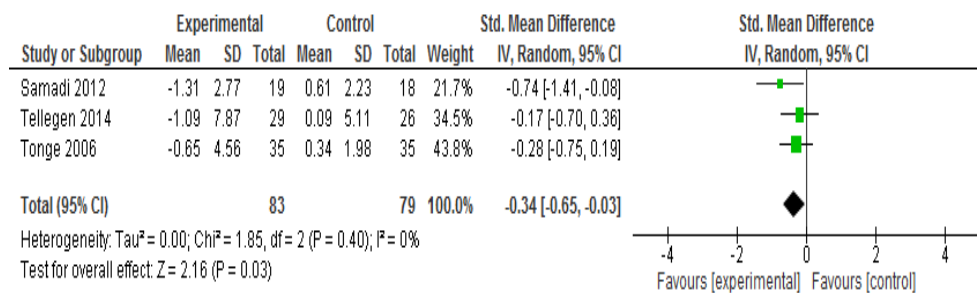 Experimental Control Std. Mean Difference Std. Mean Difference
Study or Subgroup Mean SD Total Mean SD Total Weight IV, Random, 95% CI IV, Random, 95% CI
Samadi 2012 -1.31 2.77 19 0.61 2.23 18 21.7% -0.74 [-1.41, -0.08]
Tellegen 2014 -1.09 7.87 29 0.09 5.11 26 34.5% -0.17 [-0.70, 0.36]
Tonge 2006 -0.65 4.56 35 0.34 1.98 35 43.8% -0.28 [-0.75, 0.19]
Total (95% CI) 83 79 100.0% -0.34 [-0.65, -0.03]
Heterogeneity: Tau² = 0.00; Chi² = 1.85, df = 2 (P = 0.40); I² = 0%
Test for overall effect: Z = 2.16 (P = 0.03)
-4 -2 0 2 4
Favours [experimental] Favours [control]